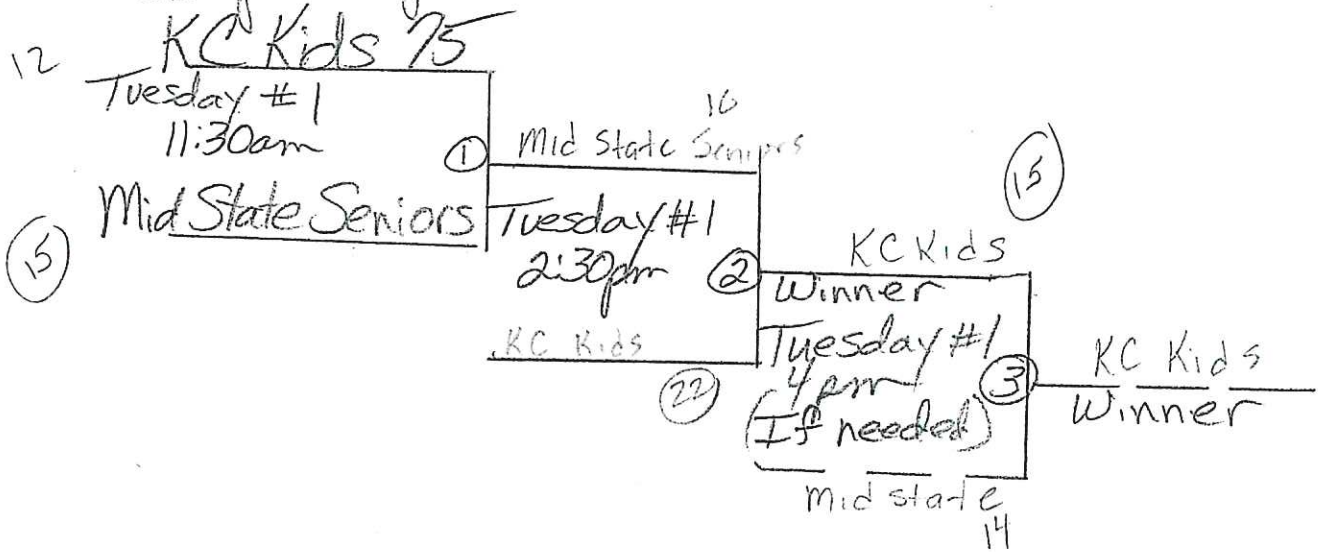 KC Kids 75
12
Tuesday #1
11:30am
①
Mid State Seniors
15
16
Mid State Seniors
Tuesday #1
2:30pm
②
KC Kids
22
15
KC Kids
Winner
Tuesday #1
4pm
(If needed)
③
Mid state
14
KC Kids
Winner